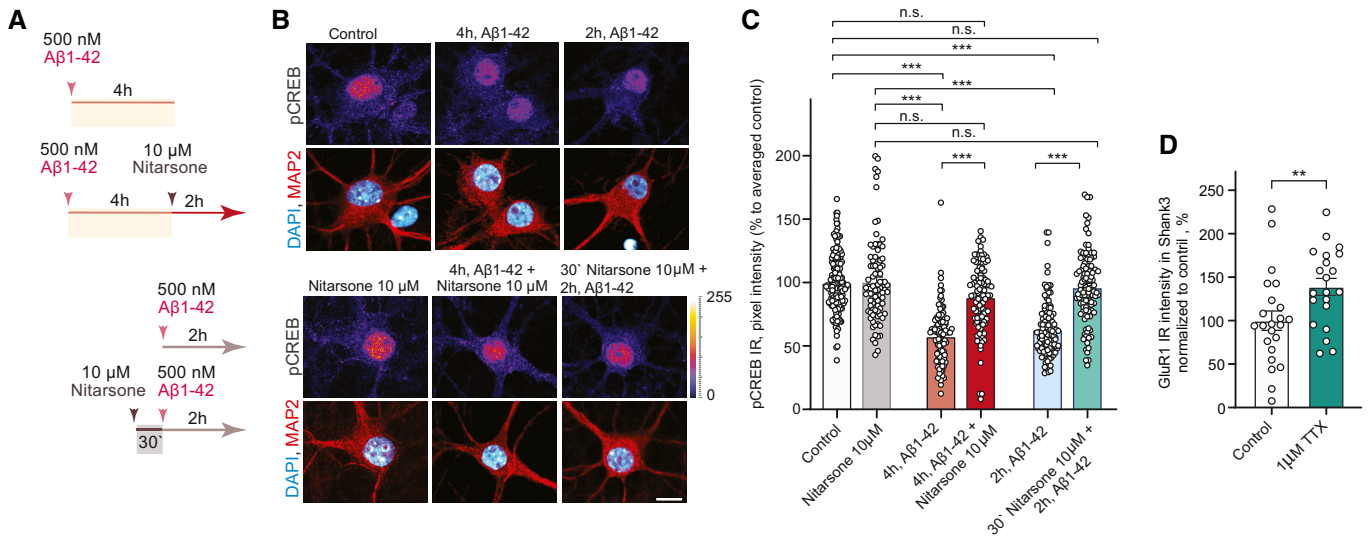 A
500 nM
Aβ1-42
4h
500 nM
Aβ1-42
10 µM
Nitarsone
4h
2h
500 nM
Aβ1-42
2h
10 µM
Nitarsone
500 nM
Aβ1-42
2h
30`
B
Control
4h, Aβ1-42
2h, Aβ1-42
pCREB
DAPI, MAP2
Nitarsone 10 µM
4h, Aβ1-42 +
Nitarsone 10 µM
30` Nitarsone 10µM +
2h, Aβ1-42
pCREB
255
0
DAPI, MAP2
C
n.s.
n.s.
***
***
***
***
n.s.
n.s.
***
***
pCREB IR, pixel intensity (% to averaged control)
200
150
100
50
0
Control
Nitarsone 10µM
4h, Aβ1-42
4h, Aβ1-42 +
Nitarsone 10 µM
2h, Aβ1-42
30` Nitarsone 10µM +
2h, Aβ1-42
D
**
GluR1 IR intensity in Shank3
normalized to contril , %
250
200
150
100
50
0
Control
1µM TTX